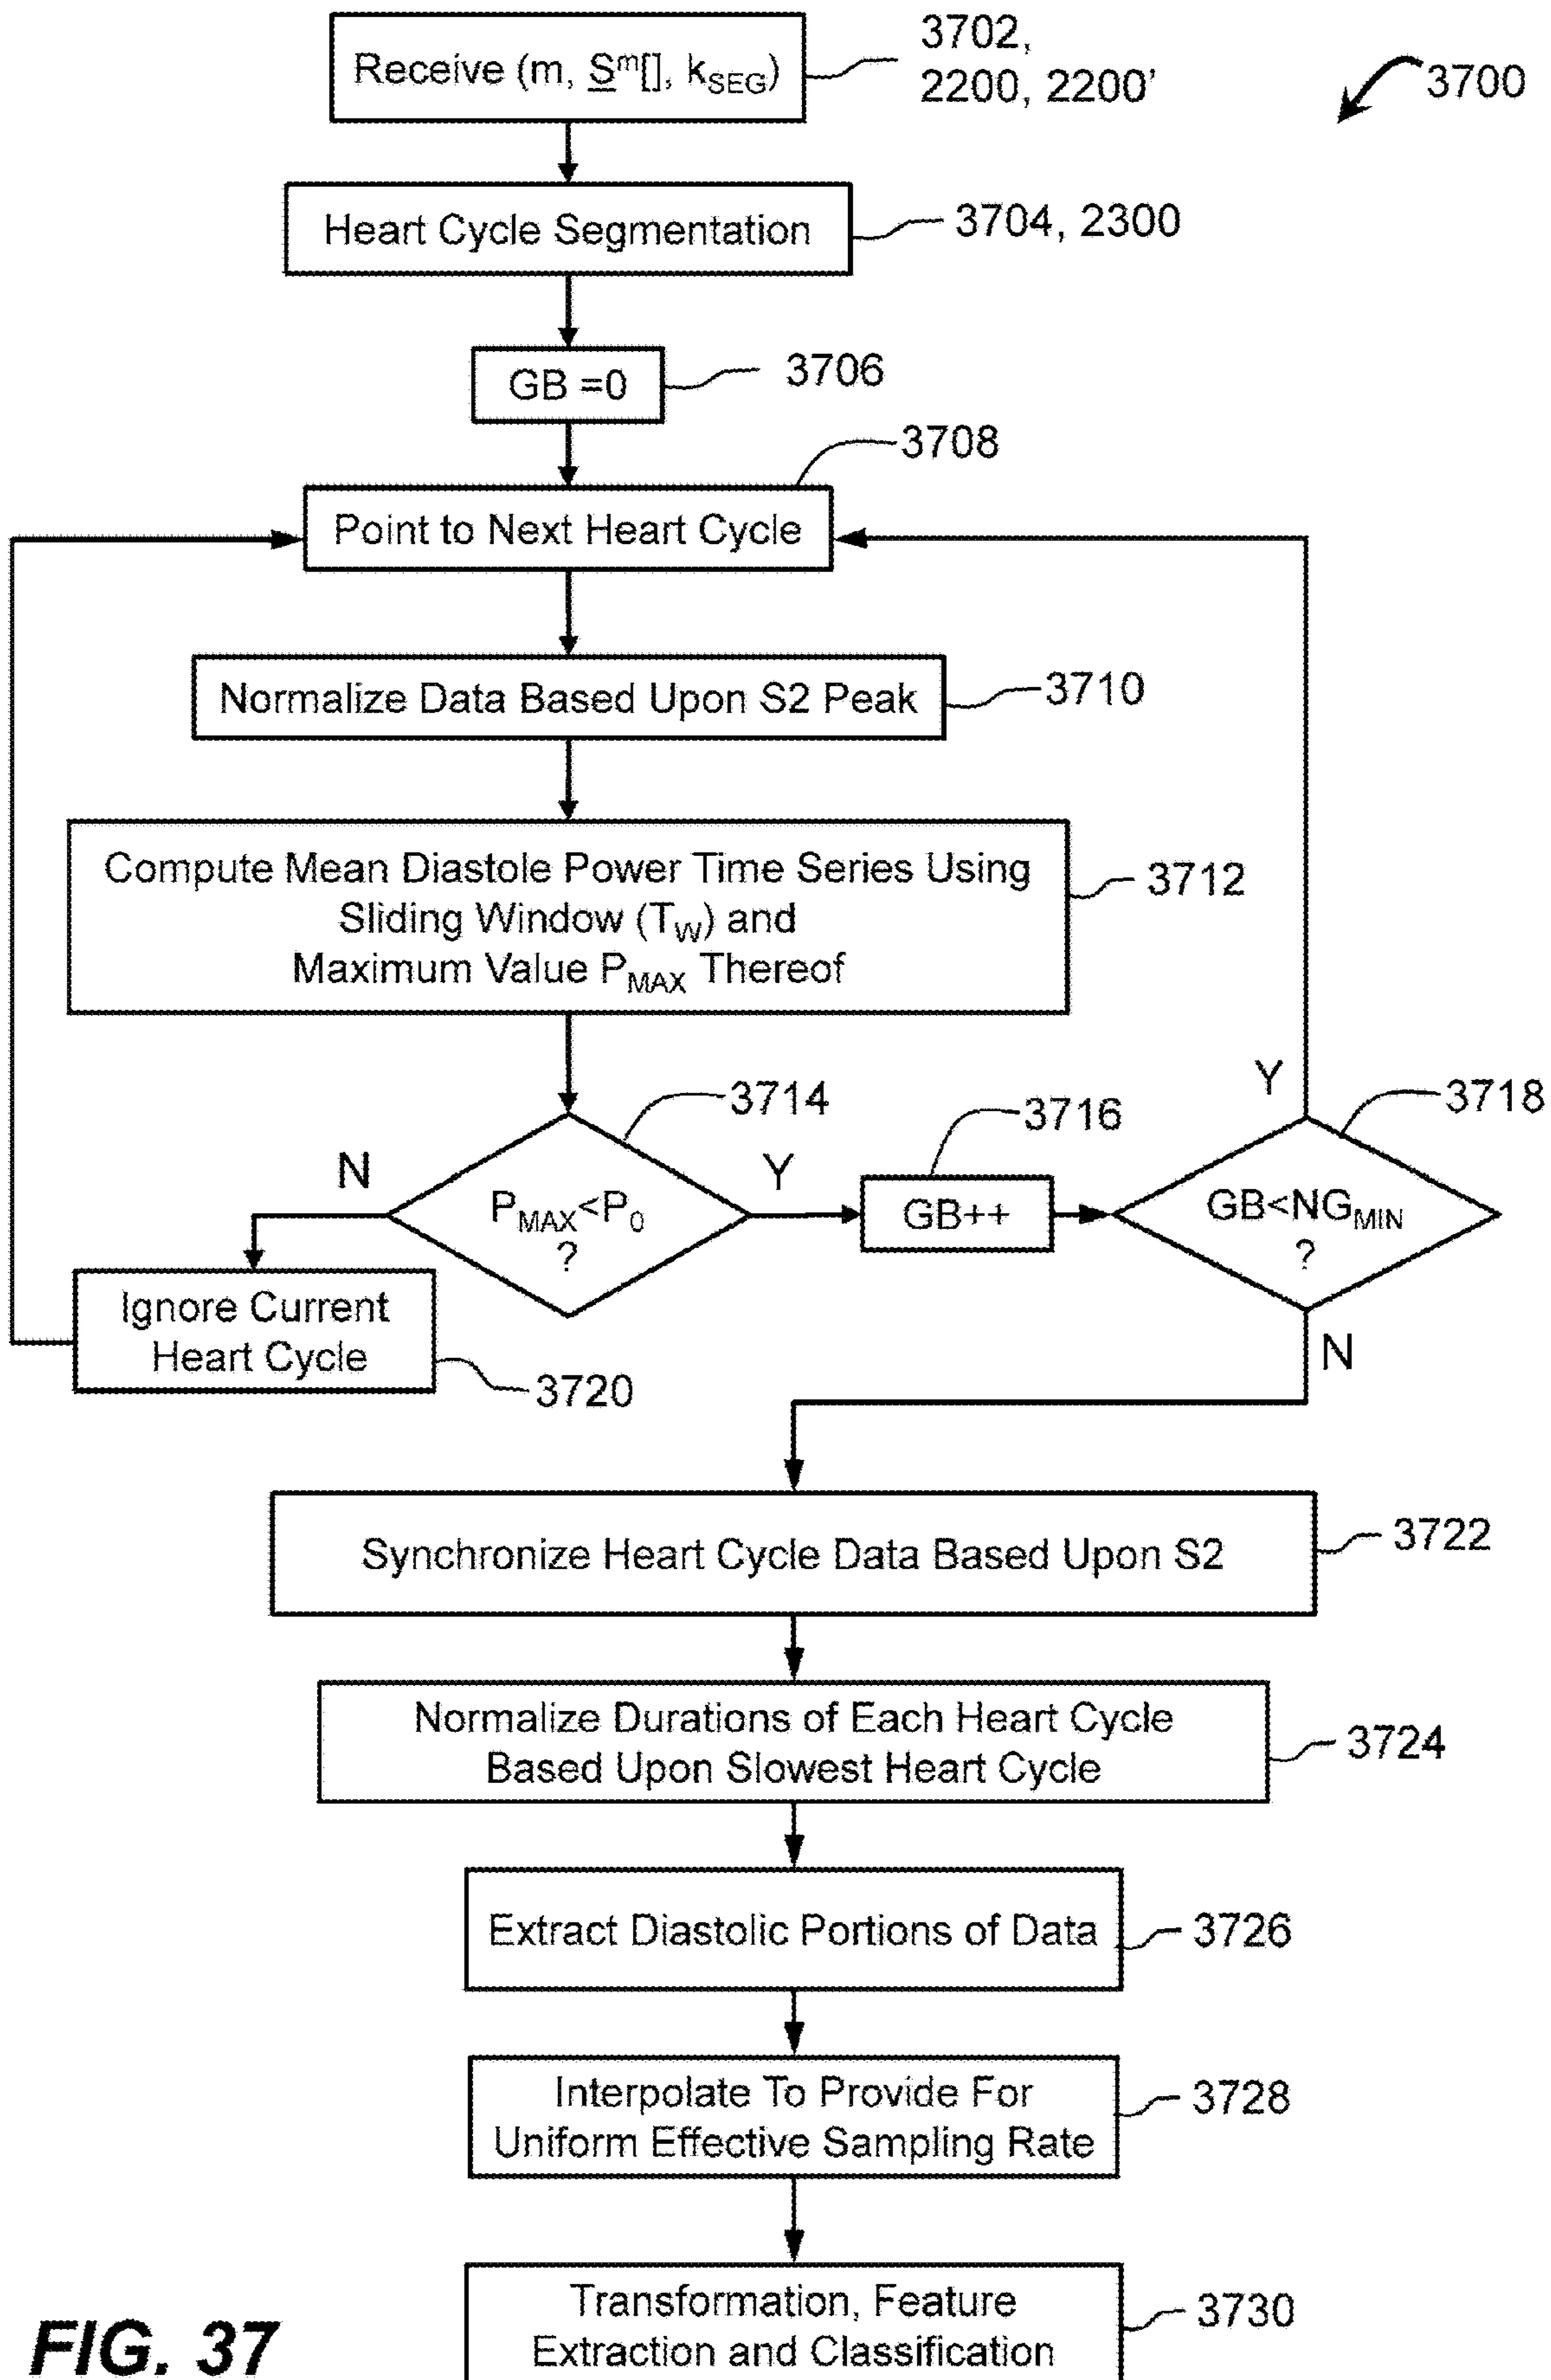 Receive (m, S^m[], k_SEG)
3702,
2200, 2200'
3700
Heart Cycle Segmentation
3704, 2300
GB =0
3706
3708
Point to Next Heart Cycle
Normalize Data Based Upon S2 Peak
3710
Compute Mean Diastole Power Time Series Using
Sliding Window (T_W) and
Maximum Value P_MAX Thereof
3712
3714
N
P_MAX<P_0
?
Y
3716
GB++
Y
3718
GB<NG_MIN
?
N
Ignore Current
Heart Cycle
3720
Synchronize Heart Cycle Data Based Upon S2
3722
Normalize Durations of Each Heart Cycle
Based Upon Slowest Heart Cycle
3724
Extract Diastolic Portions of Data
3726
Interpolate To Provide For
Uniform Effective Sampling Rate
3728
Transformation, Feature
Extraction and Classification
3730
FIG. 37